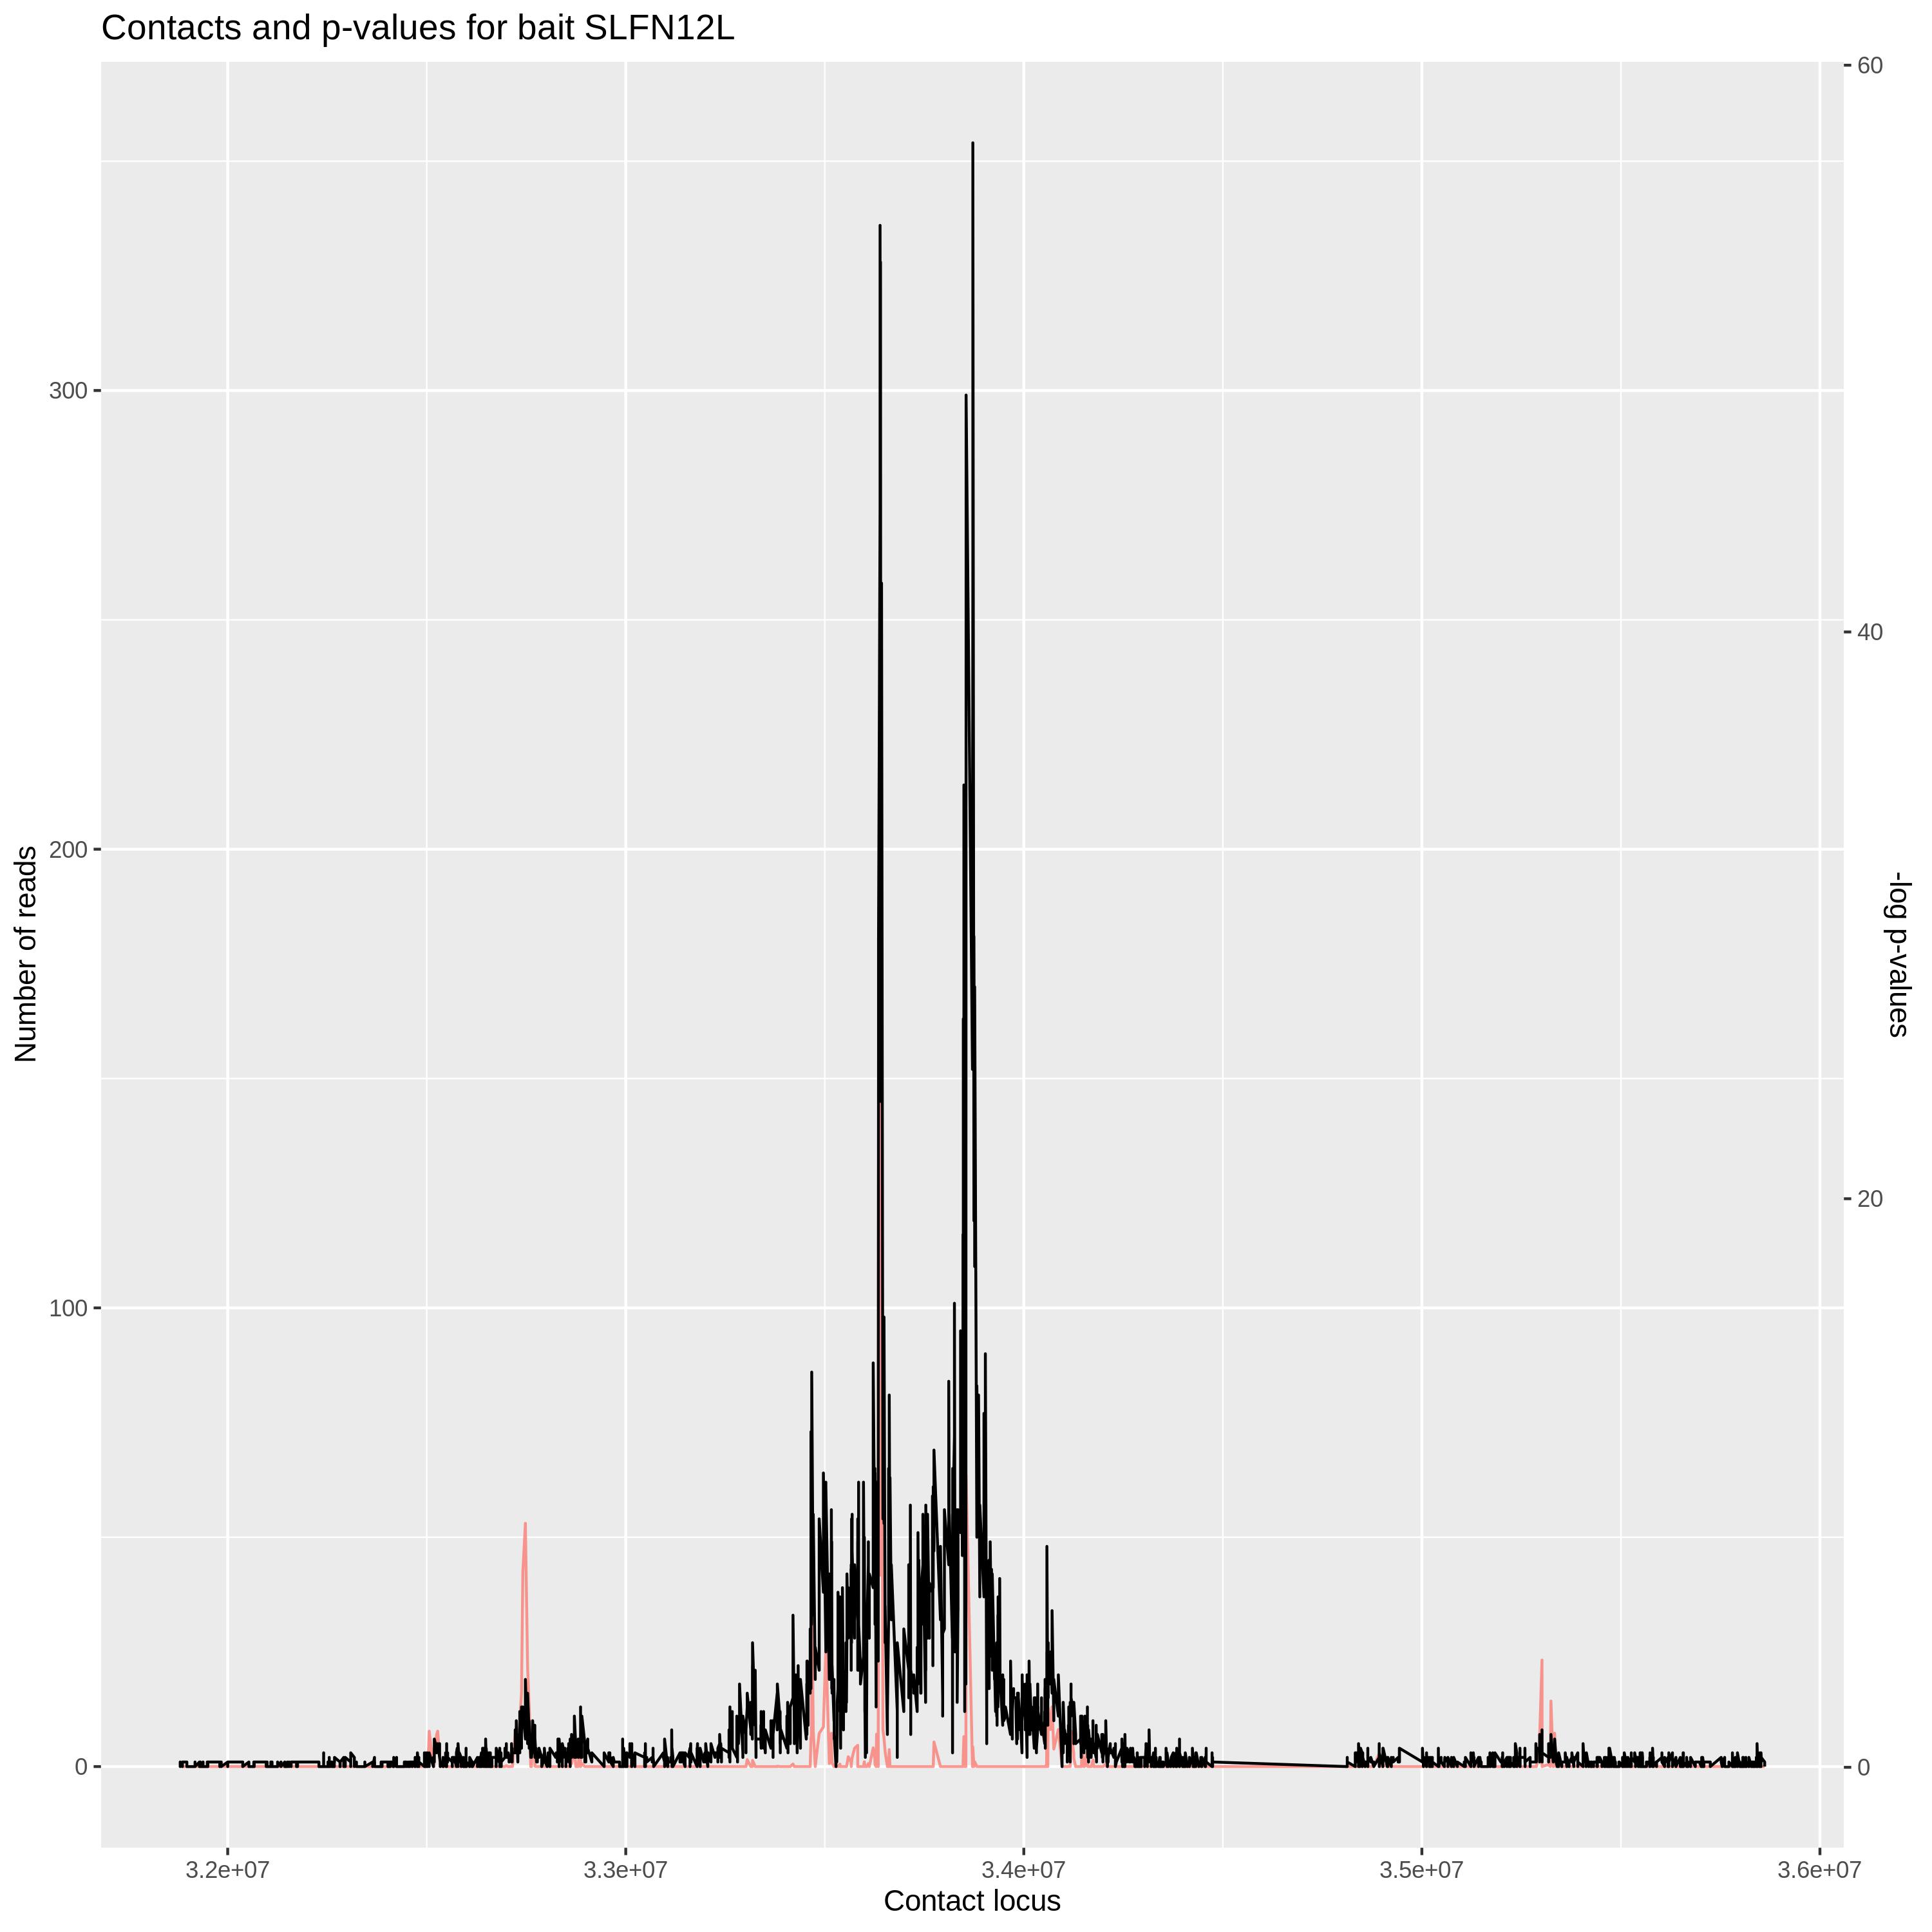 Contacts and p-values for bait SLFN12L
60
300
40
200
Number of reads
-log p-values
20
100
0
0
3.2e+07 3.3e+07 3.4e+07 3.5e+07 3.6e+07
Contact locus